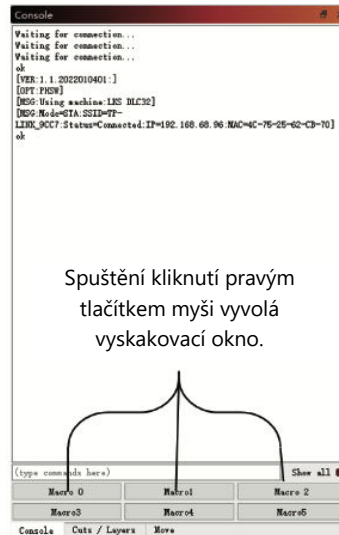 Console
Waiting for connection...
Waiting for connection...
Waiting for connection...
ok
[VER:1.1.2022010401:]
[OPT:PHSW]
[MSG:Using machine:LKS DLC32]
[MSG:Mode=STA:SSID=TP-
LINK_9CC7:Status=Connected:IP=192.168.68.96:MAC=4C-75-25-62-CB-70]
ok
Spuštění kliknutí pravým
tlačítkem myši vyvolá
vyskakovací okno.
(type commands here) Show all
Macro 0 Macro1 Macro 2
Macro3 Macro4 Macro5
Console Cuts / Layers Move